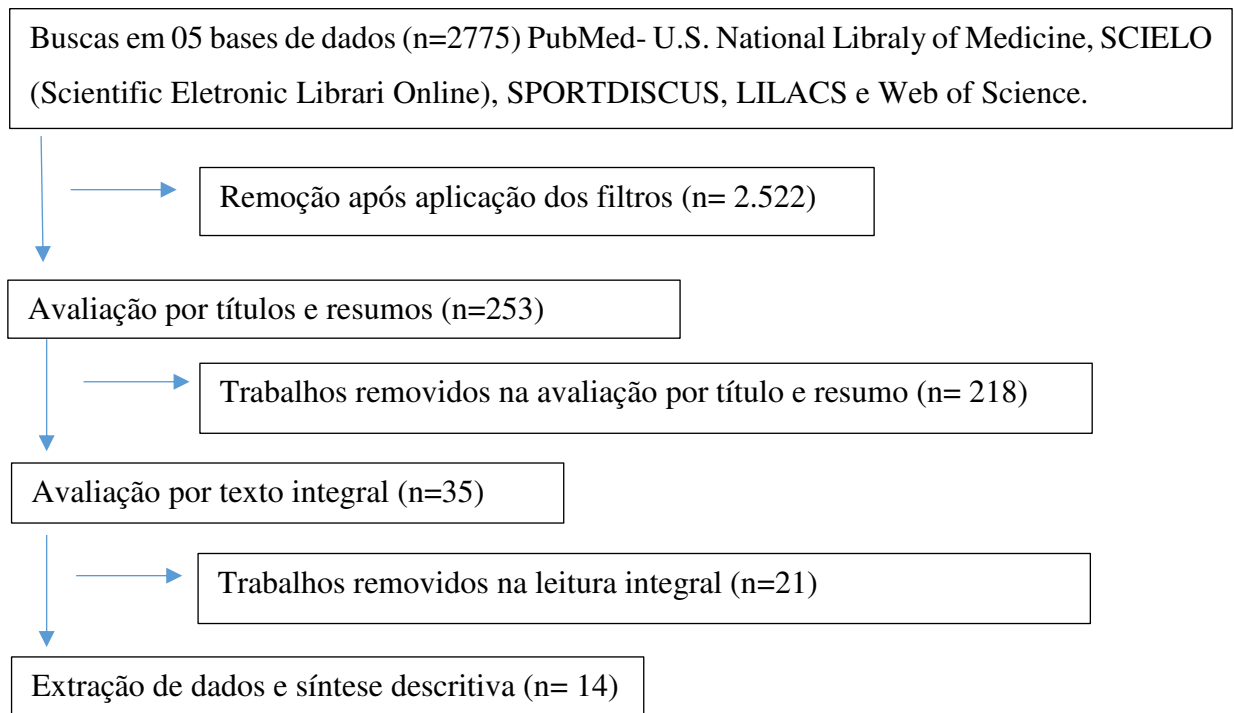 Buscas em 05 bases de dados (n=2775) PubMed- U.S. National Libraly of Medicine, SCIELO
(Scientific Eletronic Librari Online), SPORTDISCUS, LILACS e Web of Science.
Remoção após aplicação dos filtros (n= 2.522)
Avaliação por títulos e resumos (n=253)
Trabalhos removidos na avaliação por título e resumo (n= 218)
Avaliação por texto integral (n=35)
Trabalhos removidos na leitura integral (n=21)
Extração de dados e síntese descritiva (n= 14)